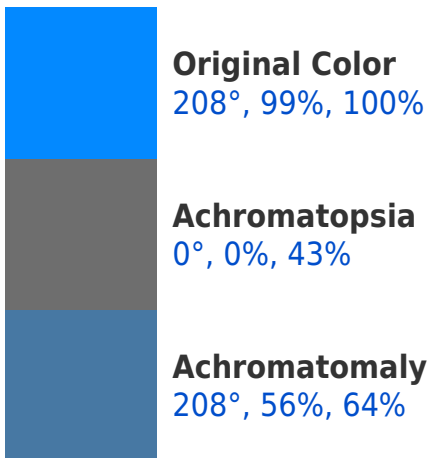 Original Color
208°, 99%, 100%
Achromatopsia
0°, 0%, 43%
Achromatomaly
208°, 56%, 64%